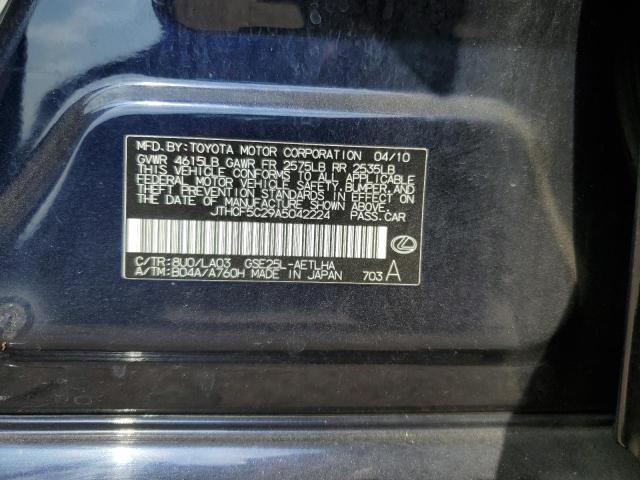 MFD.BY:TOYOTA MOTOR CORPORATION 04/10
GVWR 4615LB GAWR FR 2575LB RR 2535LB
THIS VEHICLE CONFORMS TO ALL APPLICABLE
FEDERAL MOTOR VEHICLE SAFETY,BUMPER,AND
THEFT PREVENTION STANDARDS IN EFFECT ON
THE DATE OF MANUFACTURE SHOWN ABOVE.
JTHCF5C29A5042224 PASS.CAR
C/TR:8U0/LA03 GSE25L-AETLHA
A/TM:B04A/A760H MADE IN JAPAN 703 A